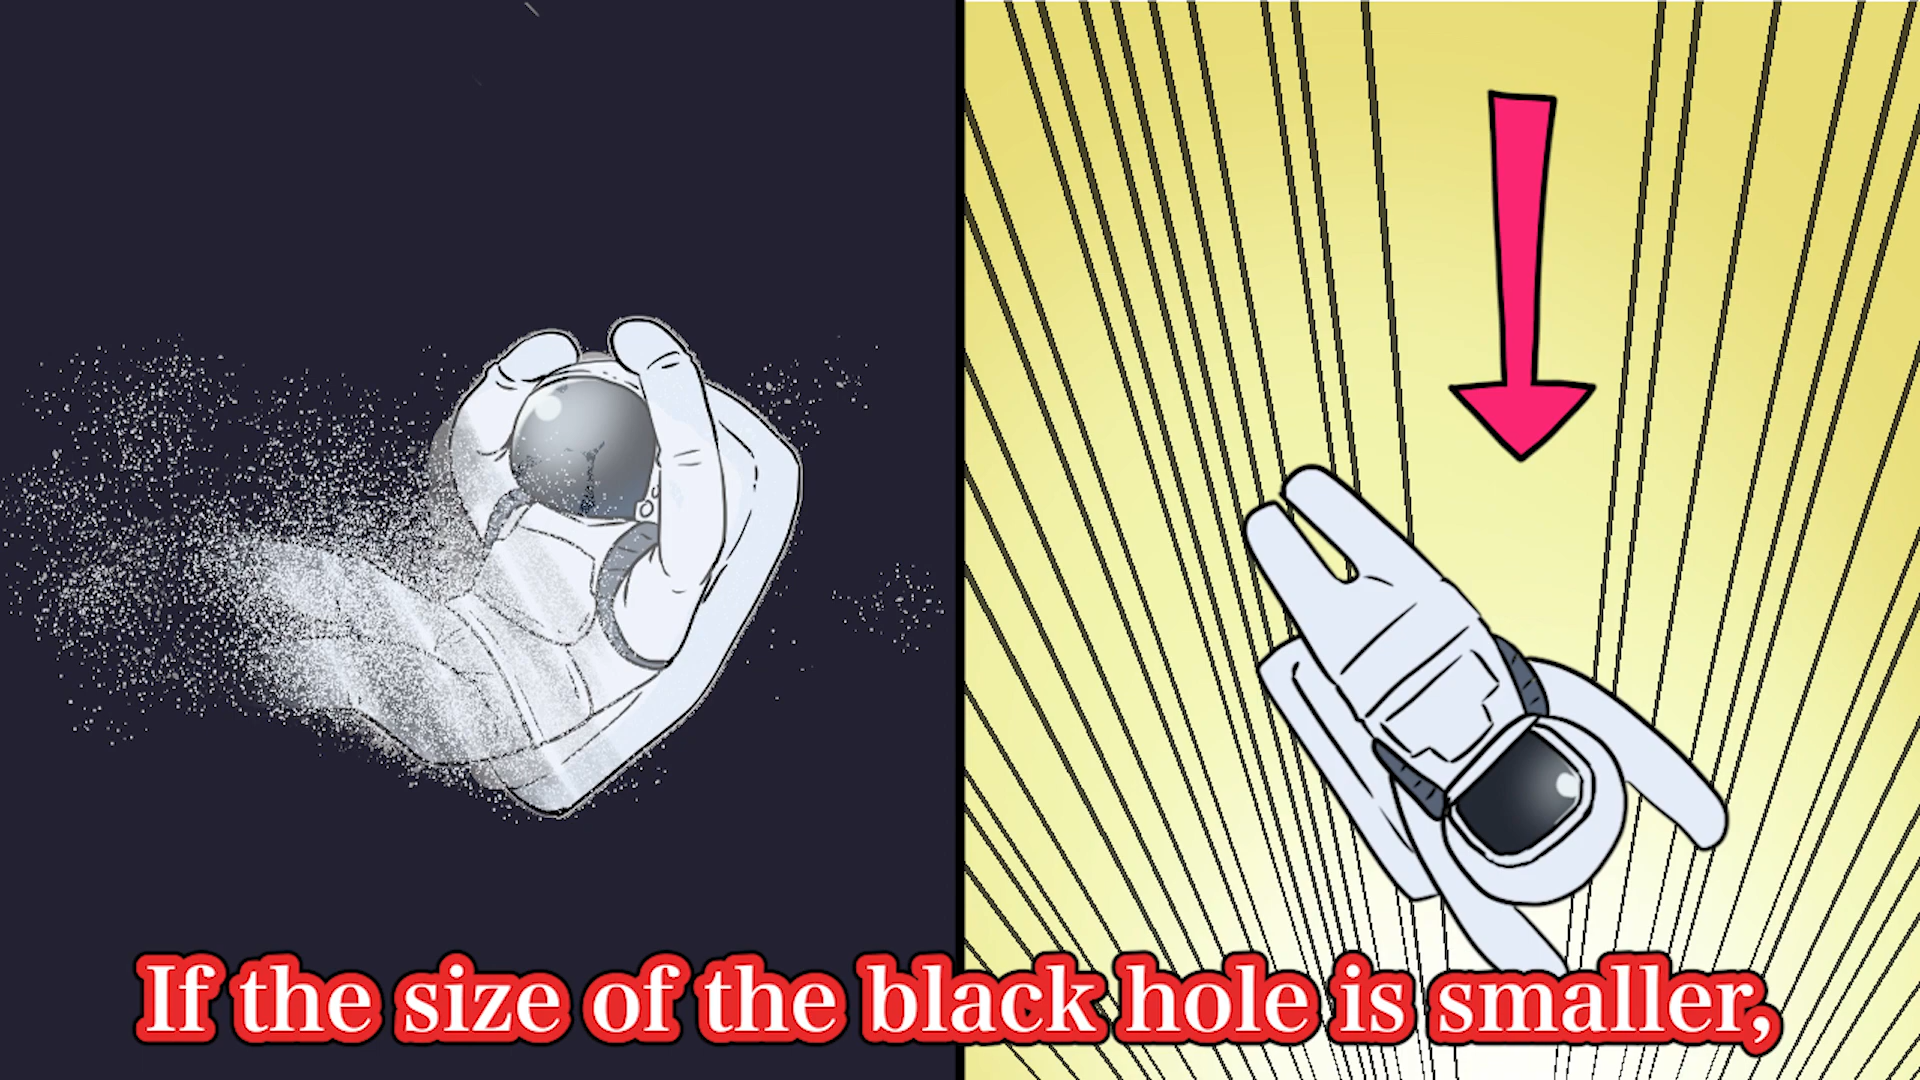 If the size of the black hole is smaller,